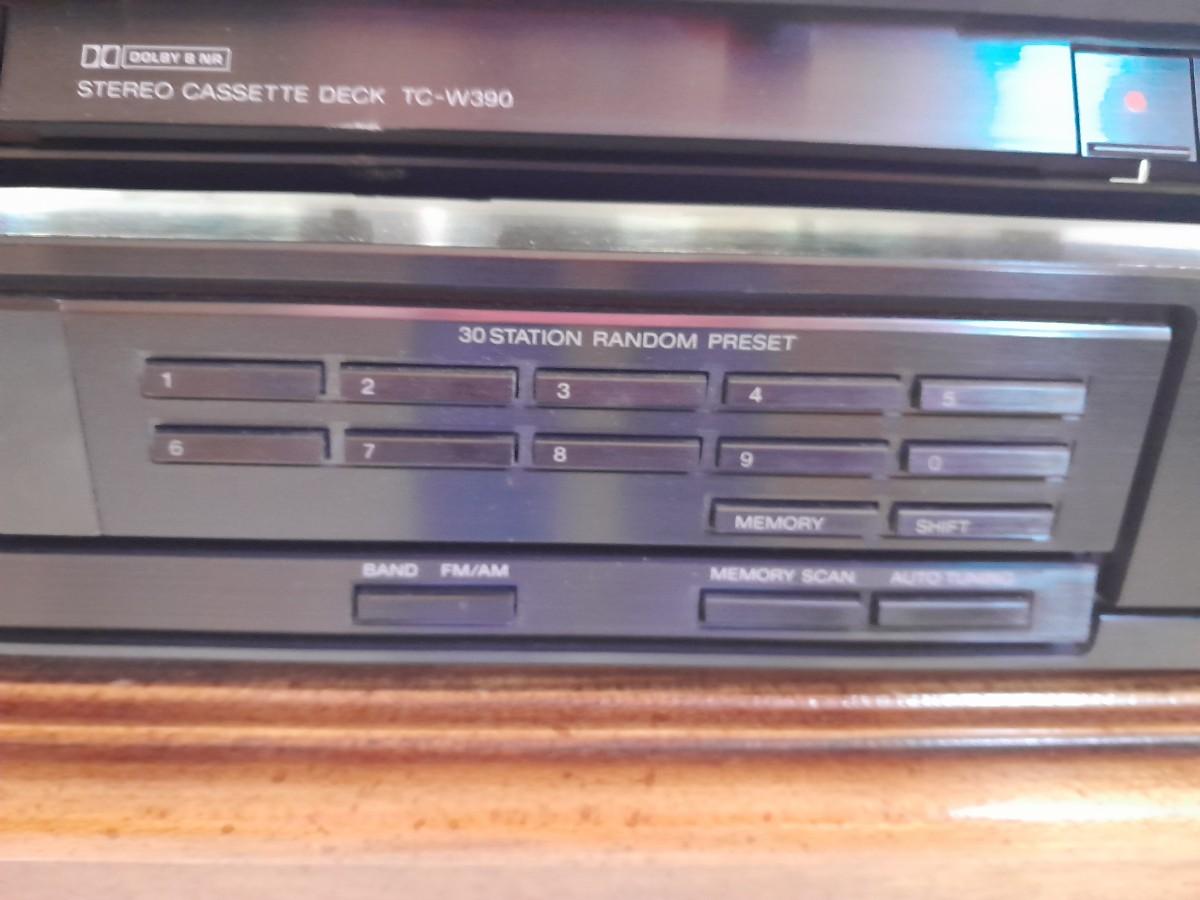 DOLBY B NR
STEREO CASSETTE DECK TC-W390
30 STATION RANDOM PRESET
1 2 3 4 5
6 7 8 9 0
MEMORY SHIFT
BAND FM/AM MEMORY SCAN AUTO TUNING